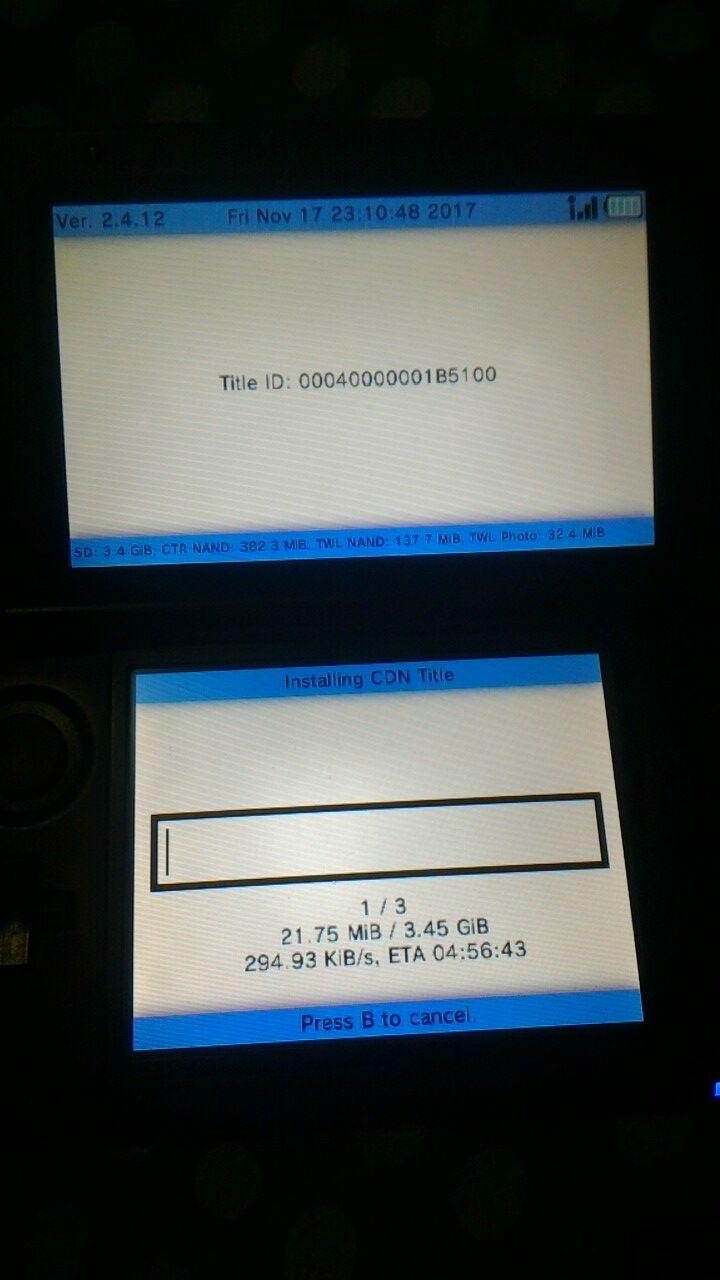 Ver. 2.4.12 Fri Nov 17 23:10:48 2017
Title ID: 00040000001B5100
SD: 3.4 GiB, CTR NAND: 382.3 MiB, TWL NAND: 137.7 MiB, TWL Photo: 32.4 MiB
Installing CDN Title
1 / 3
21.75 MiB / 3.45 GiB
294.93 KiB/s, ETA 04:56:43
Press B to cancel.